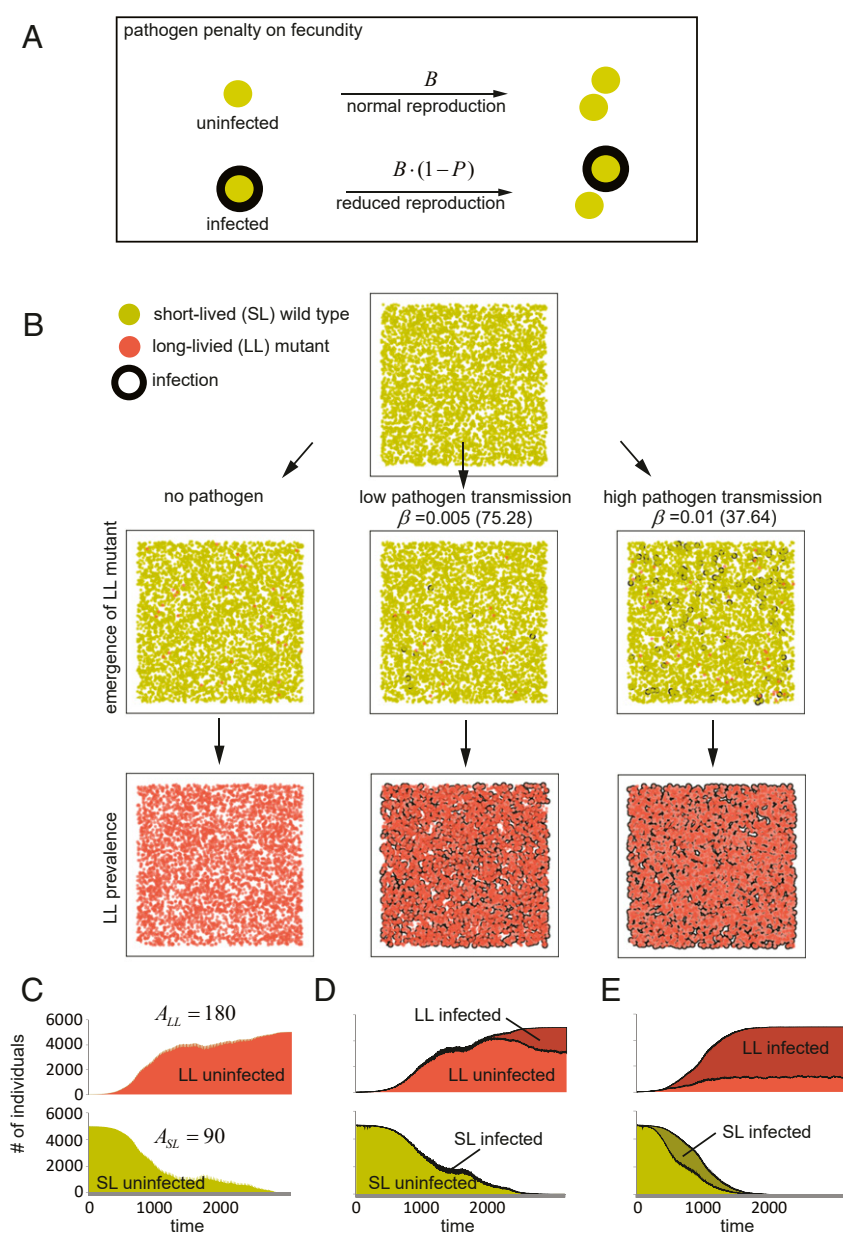 A
pathogen penalty on fecundity
B
normal reproduction
uninfected
B·(1−P)
reduced reproduction
infected
B
short-lived (SL) wild type
long-livied (LL) mutant
infection
no pathogen
low pathogen transmission
β =0.005 (75.28)
high pathogen transmission
β =0.01 (37.64)
emergence of LL mutant
LL prevalence
C
D
E
# of individuals
6000
4000
2000
0
A_LL = 180
LL uninfected
LL infected
LL uninfected
LL infected
6000
4000
2000
0
A_SL = 90
SL uninfected
SL infected
SL uninfected
SL infected
0 1000 2000
time
0 1000 2000
time
0 1000 2000
time